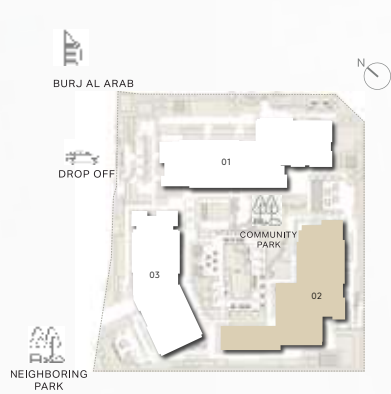 BURJ AL ARAB
N
DROP OFF
01
COMMUNITY
PARK
03
02
NEIGHBORING
PARK